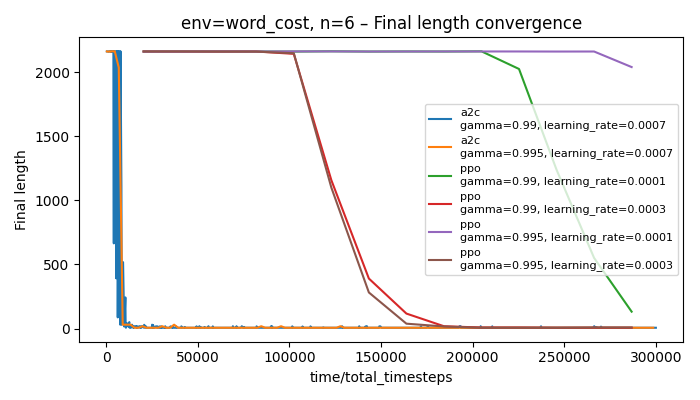 env=word_cost, n=6 – Final length convergence
Final length
2000
1500
1000
500
0
a2c
gamma=0.99, learning_rate=0.0007
a2c
gamma=0.995, learning_rate=0.0007
ppo
gamma=0.99, learning_rate=0.0001
ppo
gamma=0.99, learning_rate=0.0003
ppo
gamma=0.995, learning_rate=0.0001
ppo
gamma=0.995, learning_rate=0.0003
0 50000 100000 150000 200000 250000 300000
time/total_timesteps